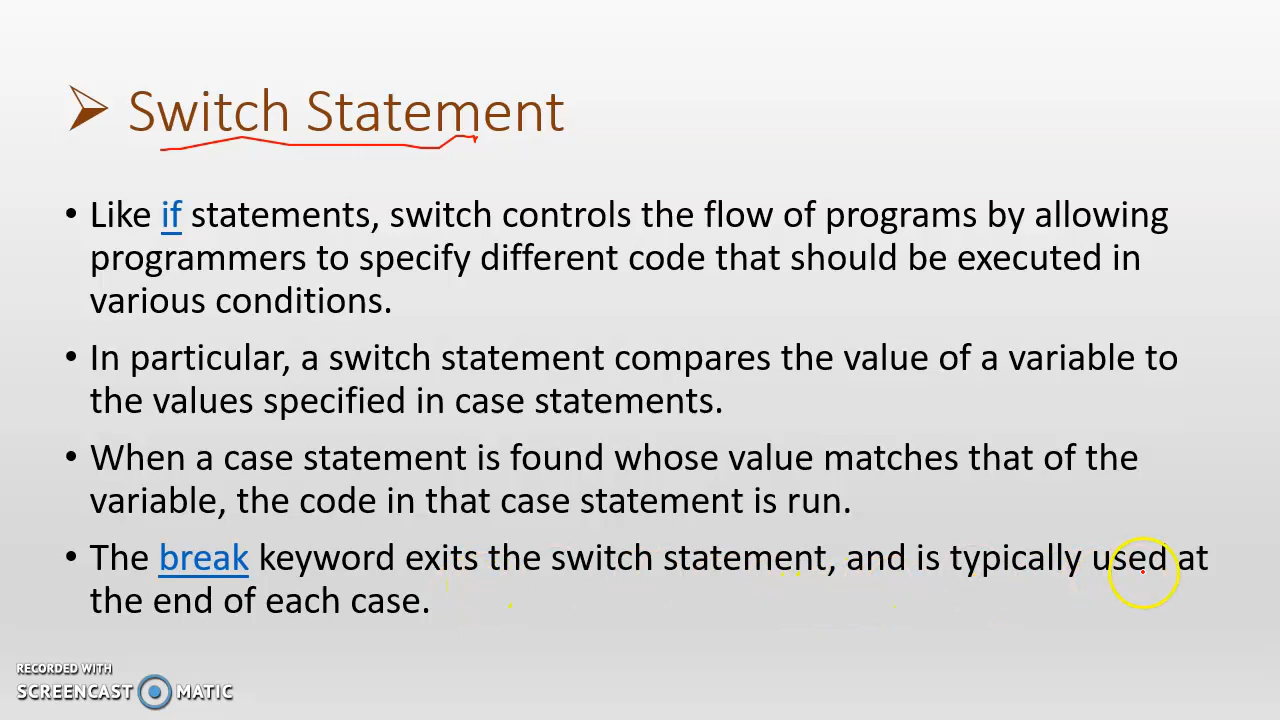 Switch Statement
• Like if statements, switch controls the flow of programs by allowing
programmers to specify different code that should be executed in
various conditions.
• In particular, a switch statement compares the value of a variable to
the values specified in case statements.
• When a case statement is found whose value matches that of the
variable, the code in that case statement is run.
• The break keyword exits the switch statement, and is typically used at
the end of each case.
RECORDED WITH
SCREENCAST MATIC